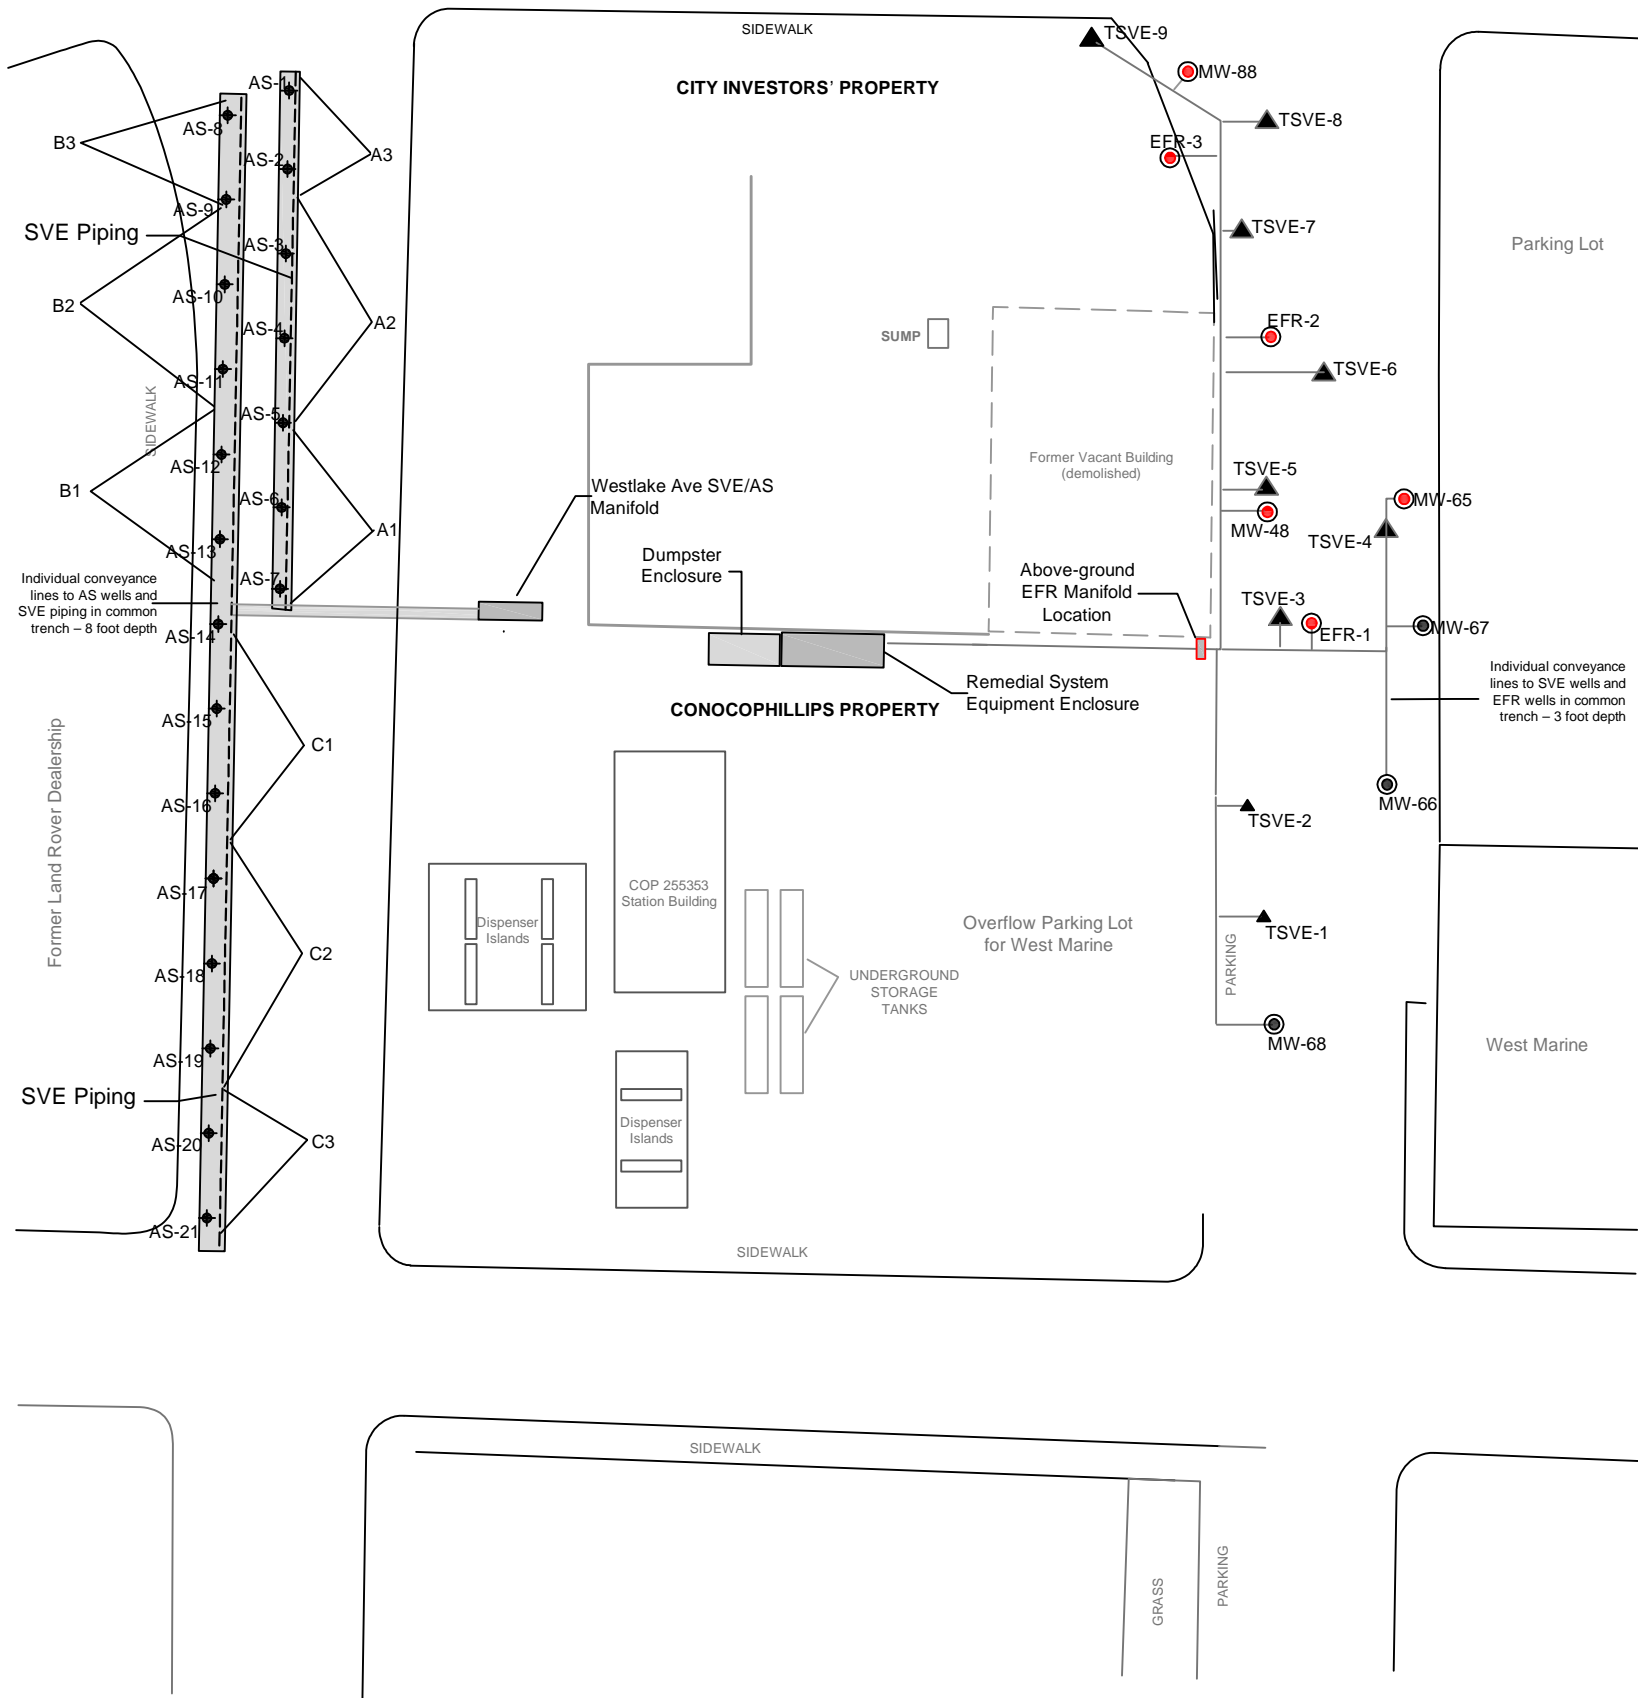 SIDEWALK
TSVE-9
CITY INVESTORS' PROPERTY
MW-88
AS-1
AS-8
TSVE-8
B3
EFR-3
A3
AS-2
AS-9
SVE Piping
TSVE-7
Parking Lot
AS-3
AS-10
B2
A2
AS-4
SUMP
EFR-2
TSVE-6
AS-11
SIDEWALK
AS-5
Former Vacant Building
(demolished)
AS-12
TSVE-5
B1
Westlake Ave SVE/AS
Manifold
AS-6
MW-65
A1
MW-48
TSVE-4
AS-13
Dumpster
Enclosure
Above-ground
EFR Manifold
Location
AS-7
Individual conveyance
lines to AS wells and
SVE piping in common
trench – 8 foot depth
TSVE-3
EFR-1
MW-67
AS-14
Remedial System
Equipment Enclosure
Individual conveyance
lines to SVE wells and
EFR wells in common
trench – 3 foot depth
CONOCOPHILLIPS PROPERTY
AS-15
C1
AS-16
MW-66
TSVE-2
Former Land Rover Dealership
AS-17
COP 255353
Station Building
Dispenser
Islands
Overflow Parking Lot
for West Marine
TSVE-1
C2
PARKING
AS-18
UNDERGROUND
STORAGE
TANKS
AS-19
MW-68
West Marine
SVE Piping
Dispenser
Islands
AS-20
C3
AS-21
SIDEWALK
SIDEWALK
GRASS
PARKING